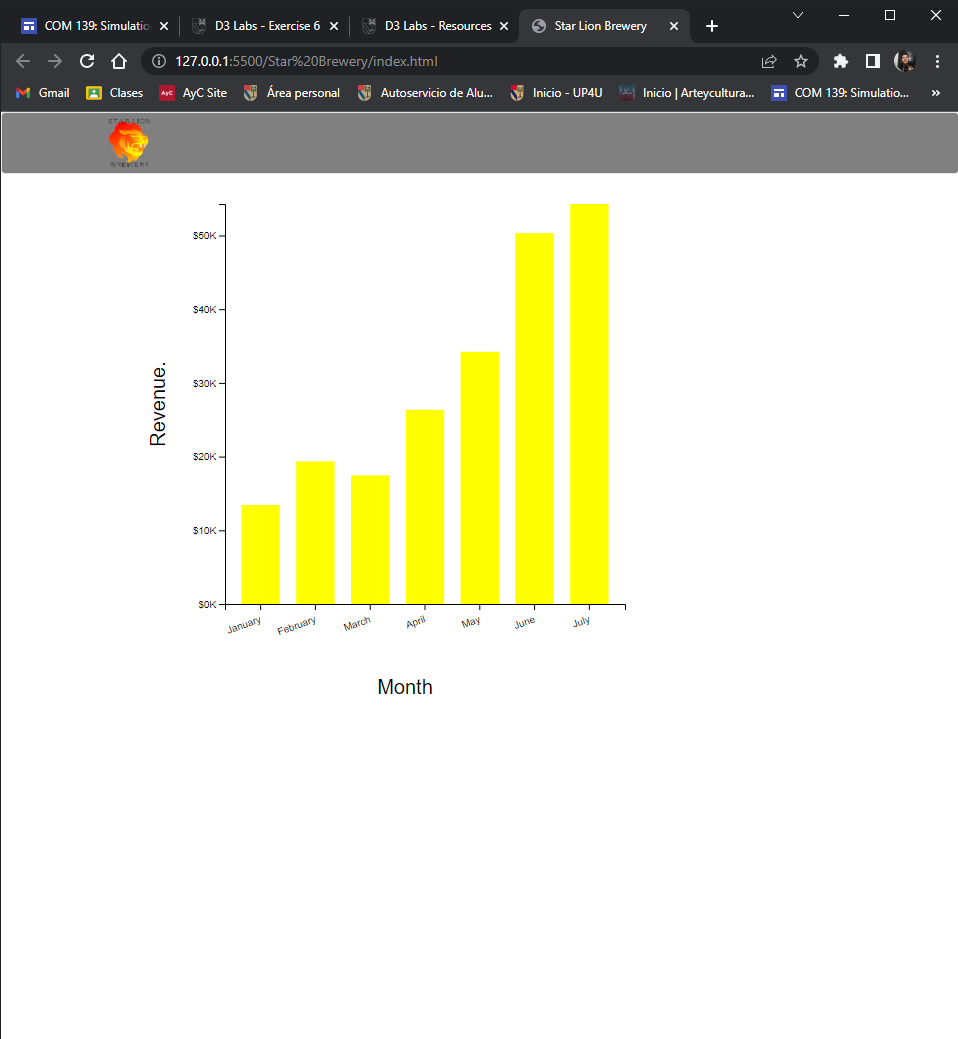 COM 139: Simulatio
D3 Labs - Exercise 6
D3 Labs - Resources
Star Lion Brewery
127.0.0.1:5500/Star%20Brewery/index.html
Gmail
Clases
AyC
AyC Site
Área personal
Autoservicio de Alu...
Inicio - UP4U
Inicio | Arteycultura...
COM 139: Simulatio...
»
STAR LION
BREWERY
$50K
$40K
$30K
$20K
$10K
$0K
Revenue.
January
February
March
April
May
June
July
Month